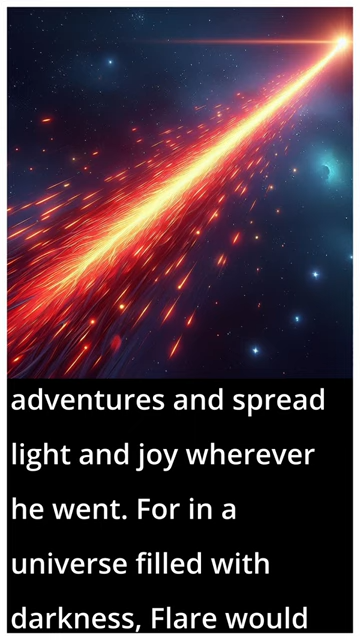 adventures and spread
light and joy wherever
he went. For in a
universe filled with
darkness, Flare would